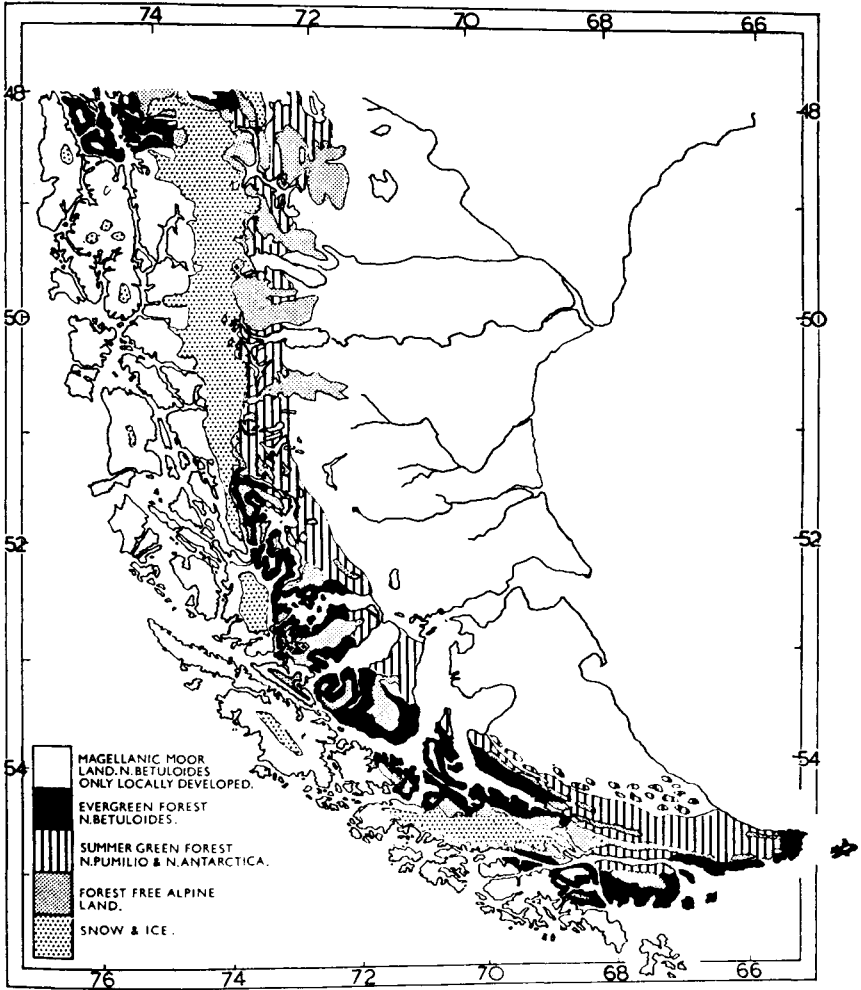 74 72 70 68 66
48 48
50 50
52 52
54 54
MAGELLANIC MOOR
LAND. N. BETULOIDES
ONLY LOCALLY DEVELOPED.
EVERGREEN FOREST
N. BETULOIDES.
SUMMER GREEN FOREST
N. PUMILIO & N. ANTARCTICA.
FOREST FREE ALPINE
LAND.
SNOW & ICE.
76 74 72 70 68 66